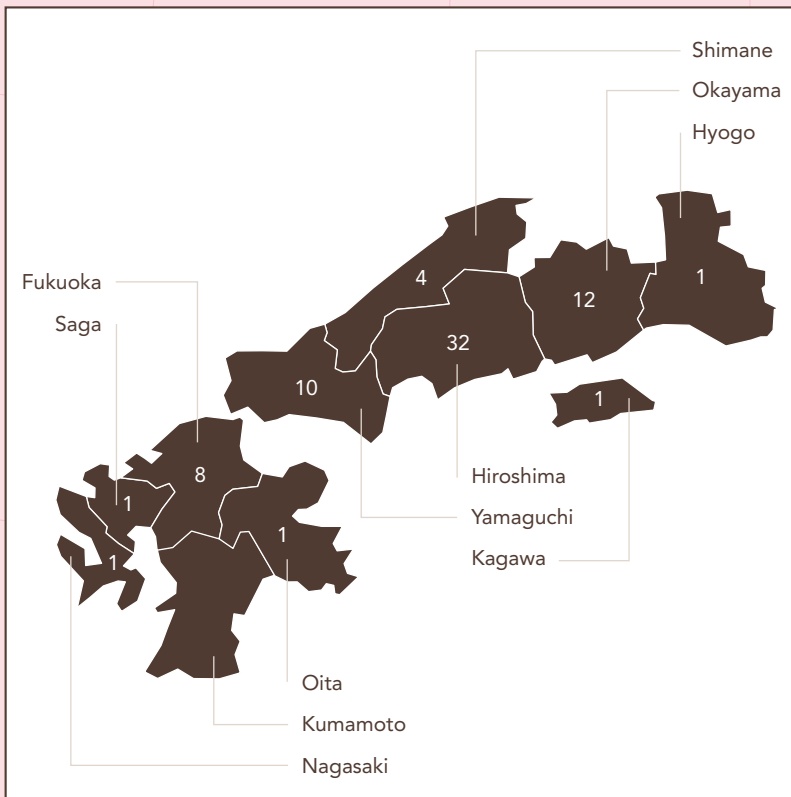 Shimane
Okayama
Hyogo
4
12
1
Fukuoka
Saga
32
10
1
8
Hiroshima
1
Yamaguchi
1
Kagawa
1
Oita
Kumamoto
Nagasaki